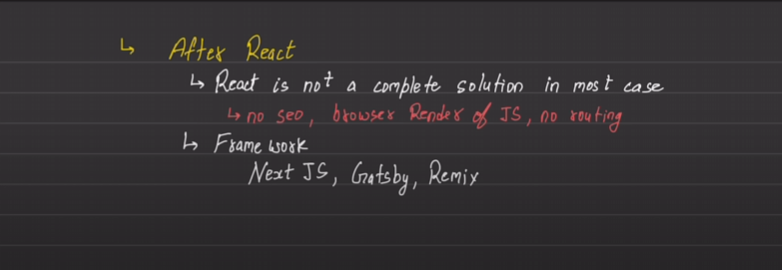 ↳ After React
↳ React is not a complete solution in most case
↳ no seo, browser Render of JS, no routing
↳ Frame work
Next JS, Gatsby, Remix